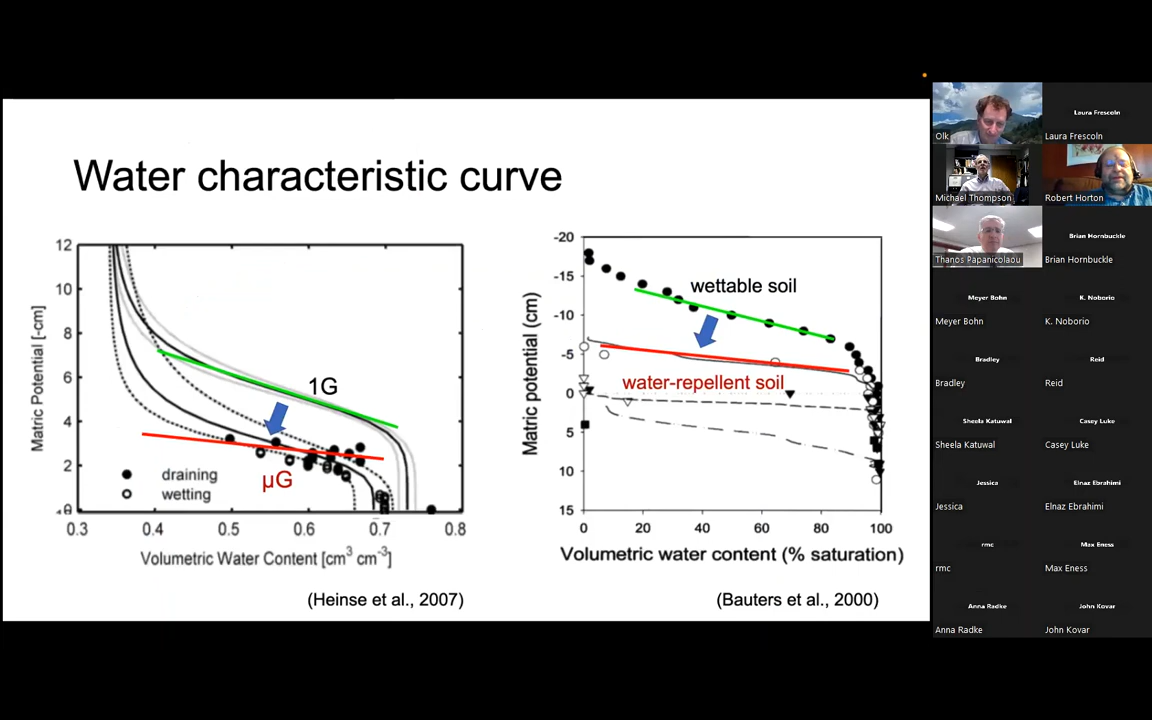 Water characteristic curve
12
10
8
6
4
2
0
Matric Potential [-cm]
1G
µG
draining
wetting
0.3
0.4
0.5
0.6
0.7
0.8
Volumetric Water Content [cm³ cm⁻³]
(Heinse et al., 2007)
-20
-15
-10
-5
0
5
10
15
Matric potential (cm)
wettable soil
water-repellent soil
0
20
40
60
80
100
Volumetric water content (% saturation)
(Bauters et al., 2000)
Olk
Laura Frescoln
Laura Frescoln
Michael Thompson
Robert Horton
Thanos Papanicolaou
Brian Hornbuckle
Brian Hornbuckle
Meyer Bohn
Meyer Bohn
K. Noborio
K. Noborio
Bradley
Bradley
Reid
Reid
Sheela Katuwal
Sheela Katuwal
Casey Luke
Casey Luke
Jessica
Jessica
Elnaz Ebrahimi
Elnaz Ebrahimi
rmc
rmc
Max Eness
Max Eness
Anna Radke
Anna Radke
John Kovar
John Kovar